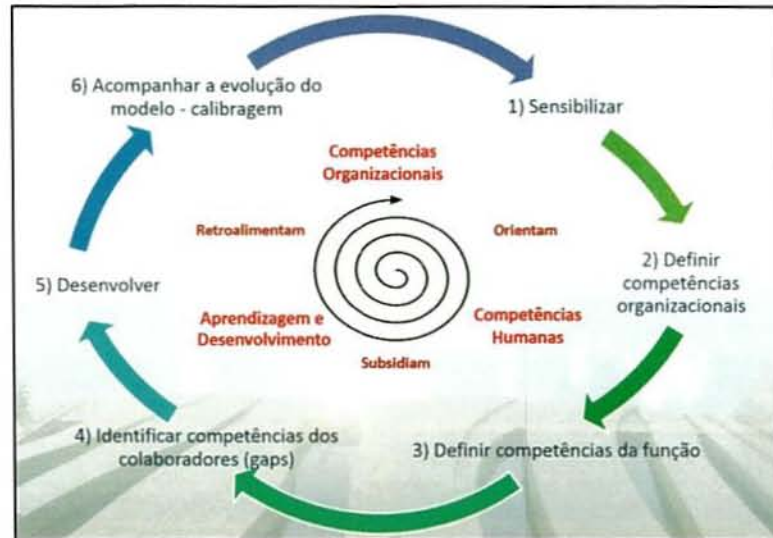 6) Acompanhar a evolução do
modelo - calibragem
1) Sensibilizar
Competências
Organizacionais
Retroalimentam
Orientam
5) Desenvolver
2) Definir
competências
organizacionais
Aprendizagem e
Desenvolvimento
Competências
Humanas
Subsidiam
4) Identificar competências dos
colaboradores (gaps)
3) Definir competências da função